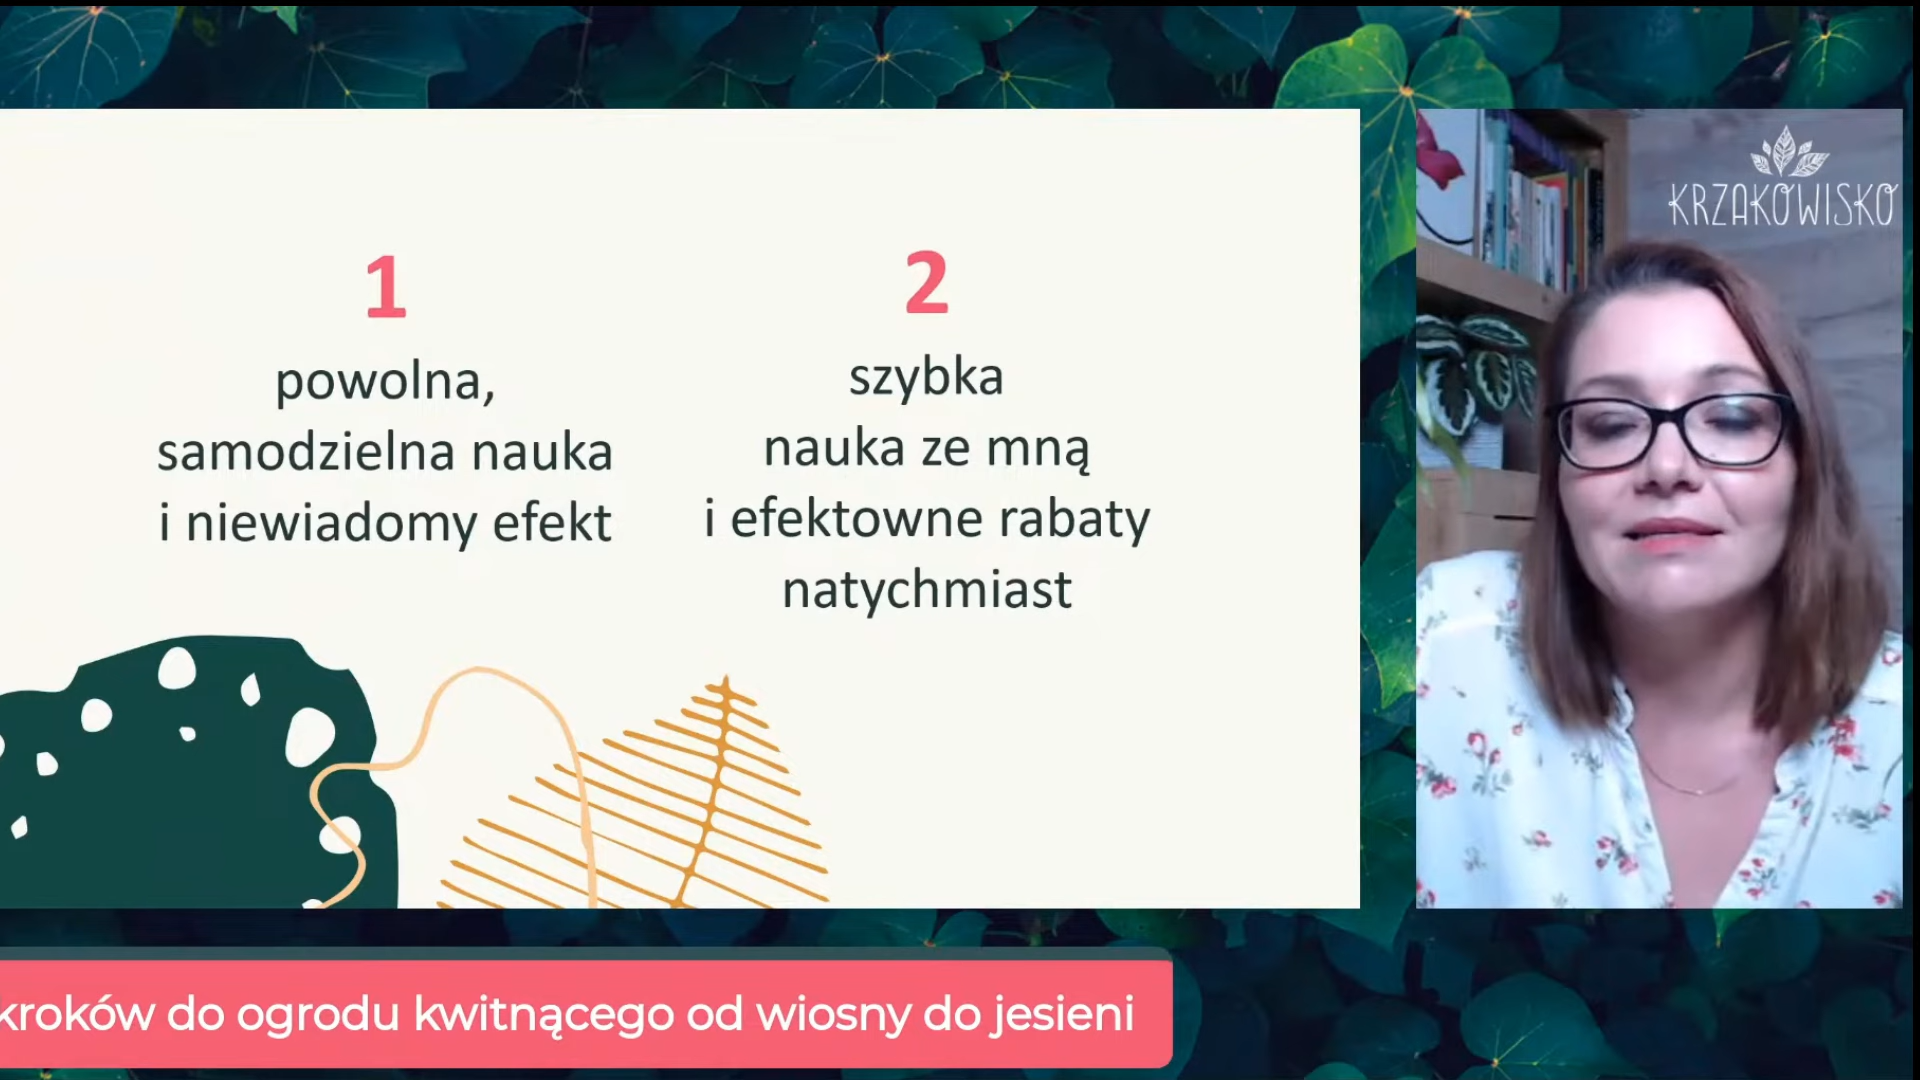 KRZAKOWISKO
1
powolna,
samodzielna nauka
i niewiadomy efekt
2
szybka
nauka ze mną
i efektowne rabaty
natychmiast
kroków do ogrodu kwitnącego od wiosny do jesieni